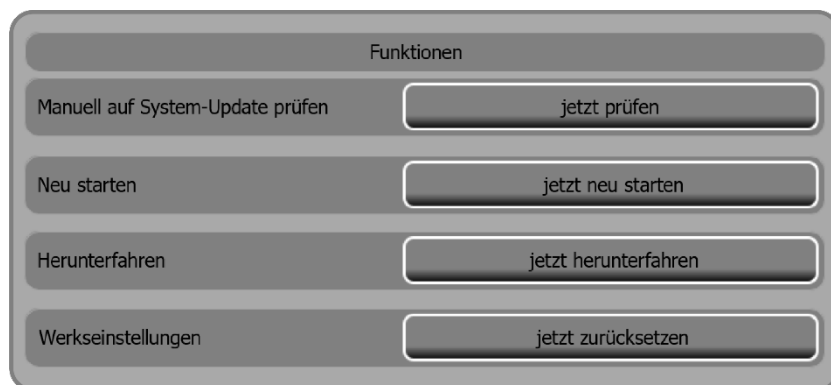 Funktionen
Manuell auf System-Update prüfen jetzt prüfen
Neu starten jetzt neu starten
Herunterfahren jetzt herunterfahren
Werkseinstellungen jetzt zurücksetzen